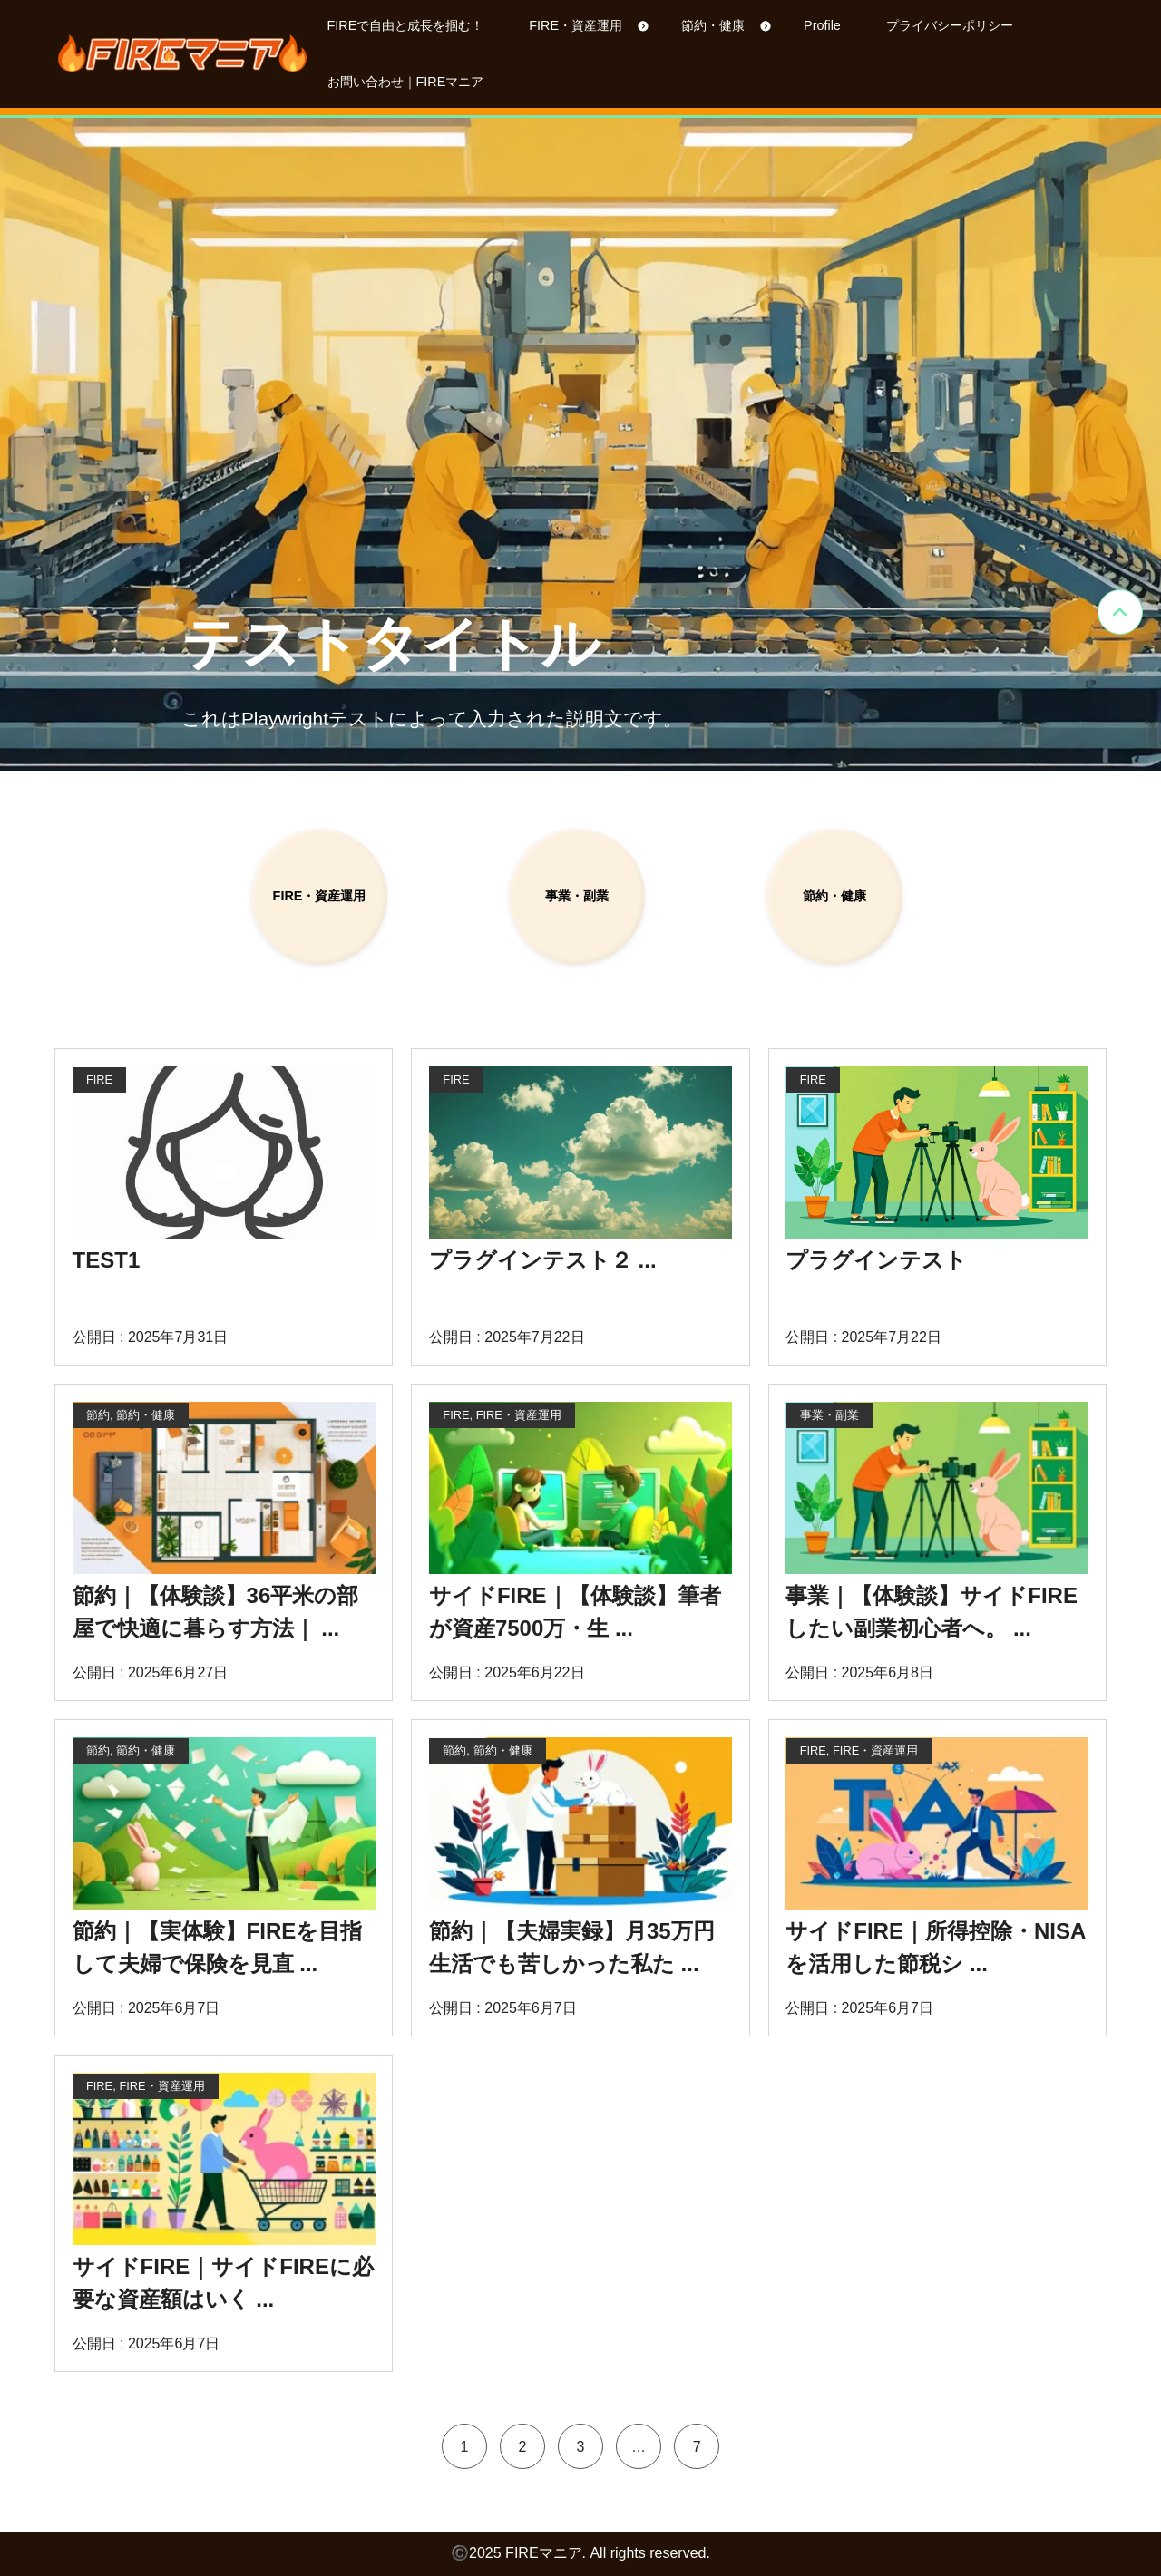 FIREマニア
FIREで自由と成長を掴む！
FIRE・資産運用
節約・健康
Profile
プライバシーポリシー
お問い合わせ｜FIREマニア
テストタイトル
これはPlaywrightテストによって入力された説明文です。
FIRE・資産運用
事業・副業
節約・健康
FIRE
TEST1
公開日 : 2025年7月31日
FIRE
プラグインテスト２ ...
公開日 : 2025年7月22日
FIRE
プラグインテスト
公開日 : 2025年7月22日
節約, 節約・健康
節約｜【体験談】36平米の部
屋で快適に暮らす方法｜ ...
公開日 : 2025年6月27日
FIRE, FIRE・資産運用
サイドFIRE｜【体験談】筆者
が資産7500万・生 ...
公開日 : 2025年6月22日
事業・副業
事業｜【体験談】サイドFIRE
したい副業初心者へ。 ...
公開日 : 2025年6月8日
節約, 節約・健康
節約｜【実体験】FIREを目指
して夫婦で保険を見直 ...
公開日 : 2025年6月7日
節約, 節約・健康
節約｜【夫婦実録】月35万円
生活でも苦しかった私た ...
公開日 : 2025年6月7日
FIRE, FIRE・資産運用
サイドFIRE｜所得控除・NISA
を活用した節税シ ...
公開日 : 2025年6月7日
FIRE, FIRE・資産運用
サイドFIRE｜サイドFIREに必
要な資産額はいく ...
公開日 : 2025年6月7日
1
2
3
…
7
©2025 FIREマニア. All rights reserved.